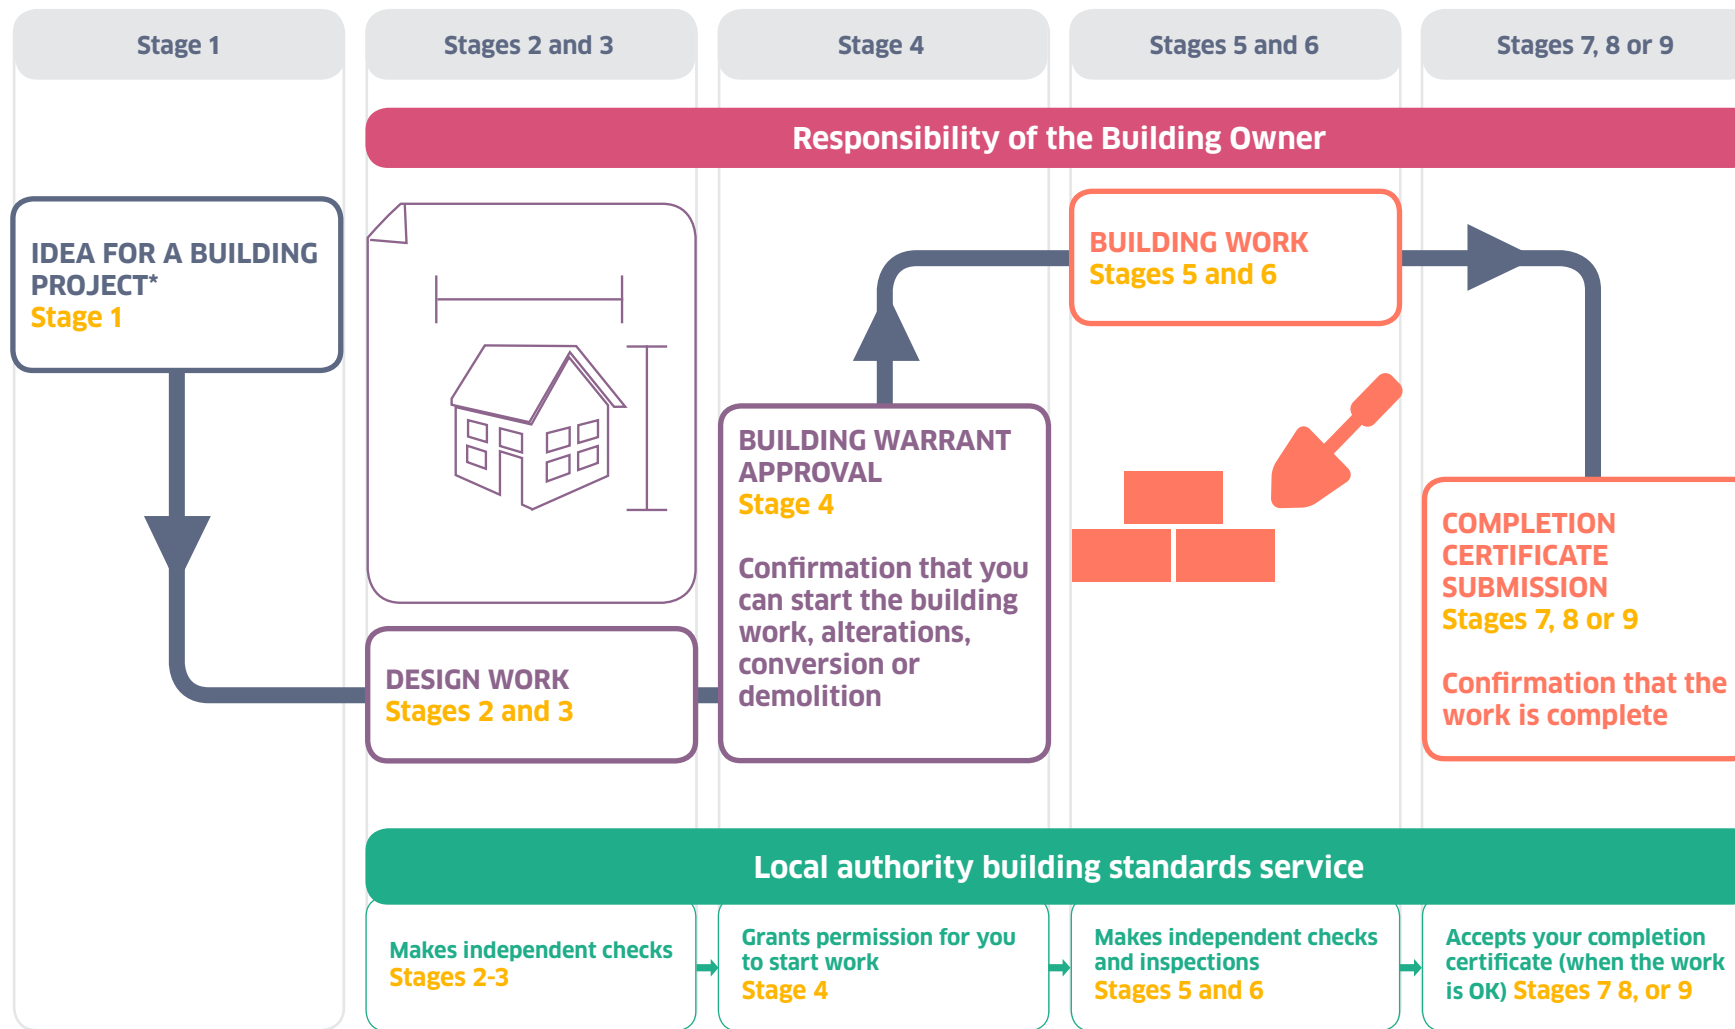 Stage 1
Stages 2 and 3
Stage 4
Stages 5 and 6
Stages 7, 8 or 9
Responsibility of the Building Owner
IDEA FOR A BUILDING
PROJECT*
Stage 1
DESIGN WORK
Stages 2 and 3
BUILDING WARRANT
APPROVAL
Stage 4
Confirmation that you
can start the building
work, alterations,
conversion or
demolition
BUILDING WORK
Stages 5 and 6
COMPLETION
CERTIFICATE
SUBMISSION
Stages 7, 8 or 9
Confirmation that the
work is complete
Local authority building standards service
Makes independent checks
Stages 2-3
Grants permission for you
to start work
Stage 4
Makes independent checks
and inspections
Stages 5 and 6
Accepts your completion
certificate (when the work
is OK) Stages 7 8, or 9